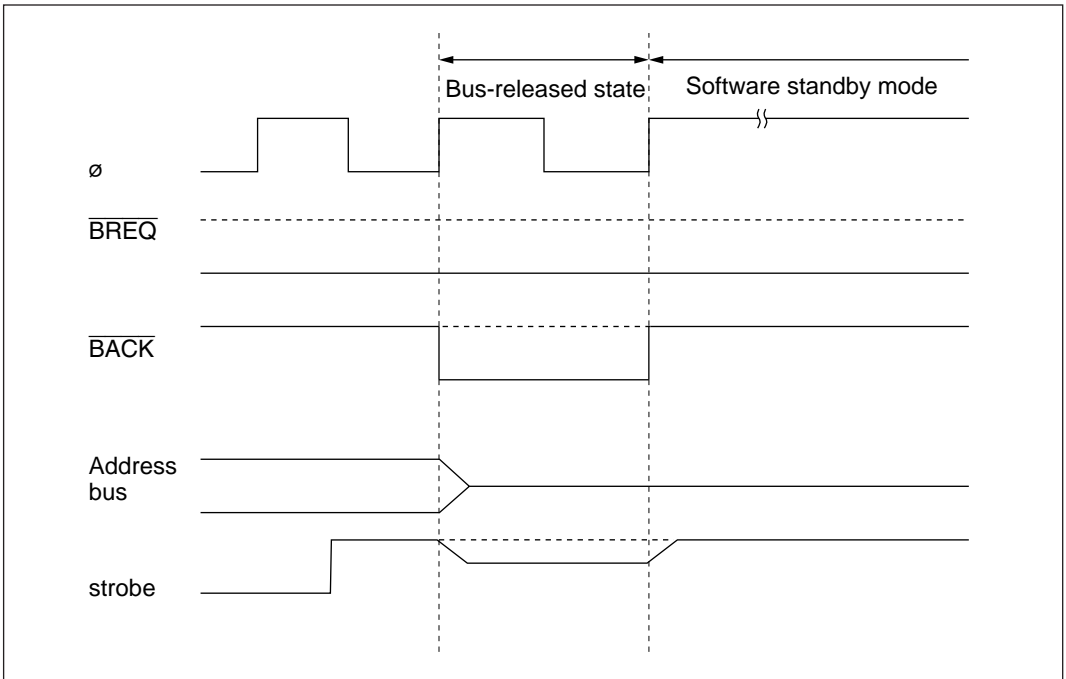 Bus-released state
Software standby mode
ø
BREQ
BACK
Address
bus
strobe